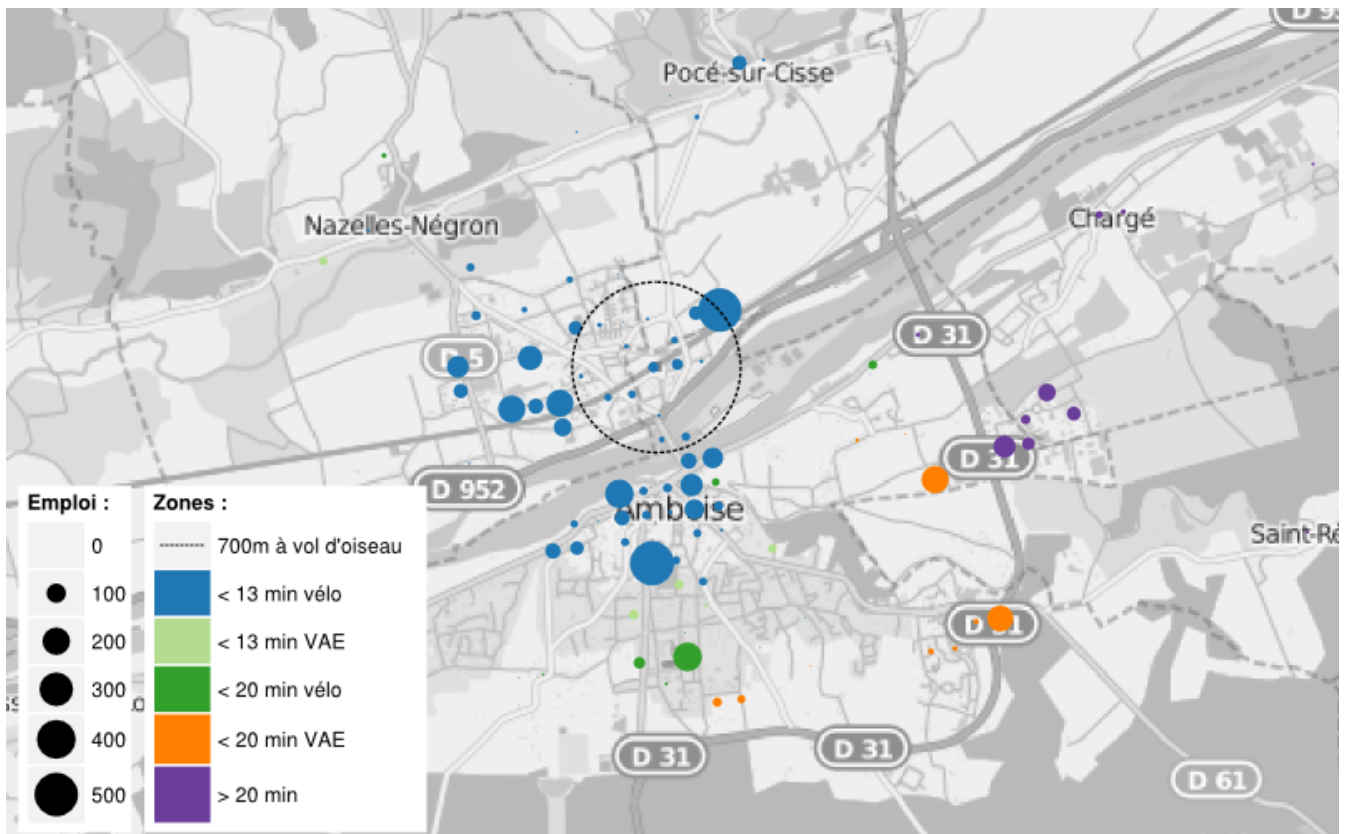 D 95
Pocé-sur-Cisse
Nazelles-Négron
Chargé
D 31
D 5
D 31
D 952
Amboise
Saint-Ré
Emploi :
0
100
200
300
400
500
Zones :
700m à vol d'oiseau
< 13 min vélo
< 13 min VAE
< 20 min vélo
< 20 min VAE
> 20 min
D 31
D 31
D 31
D 61